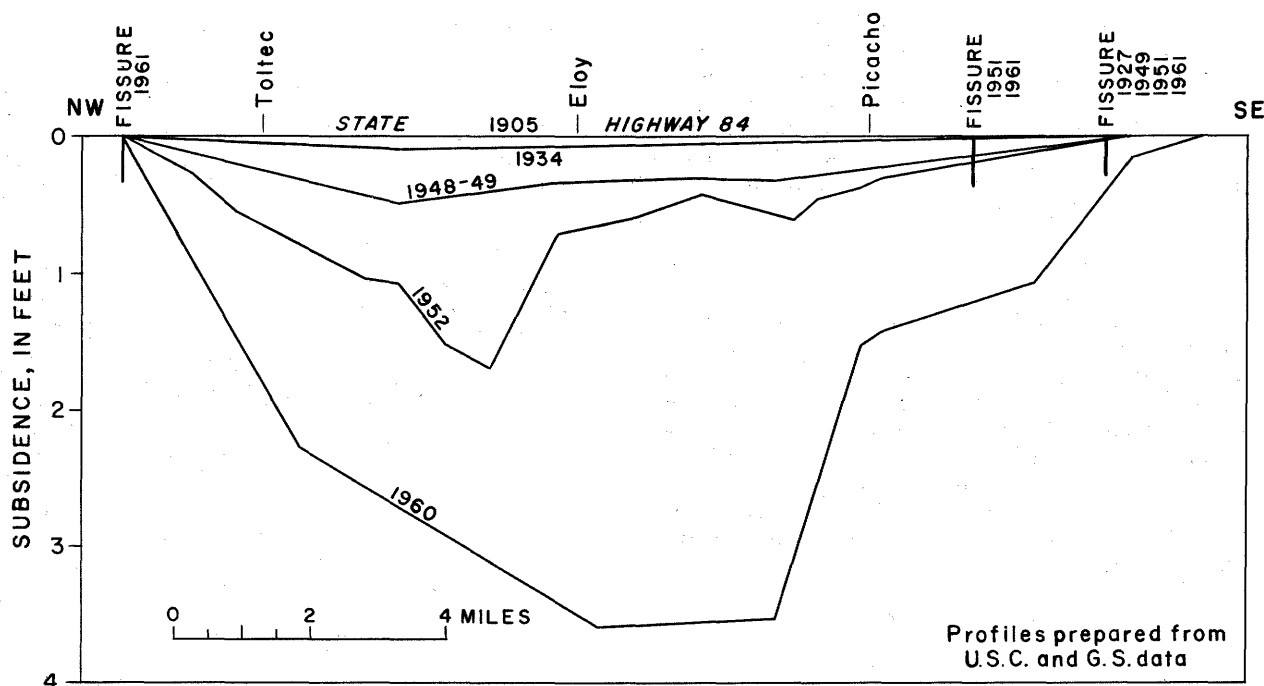 NW
FISSURE
1961
Toltec
Eloy
Picacho
FISSURE
1951
1961
FISSURE
1927
1949
1951
1961
SE
STATE 1905 HIGHWAY 84
1934
1948-49
1952
1960
SUBSIDENCE, IN FEET
0
1
2
3
4
0 2 4 MILES
Profiles prepared from
U.S.C. and G.S. data